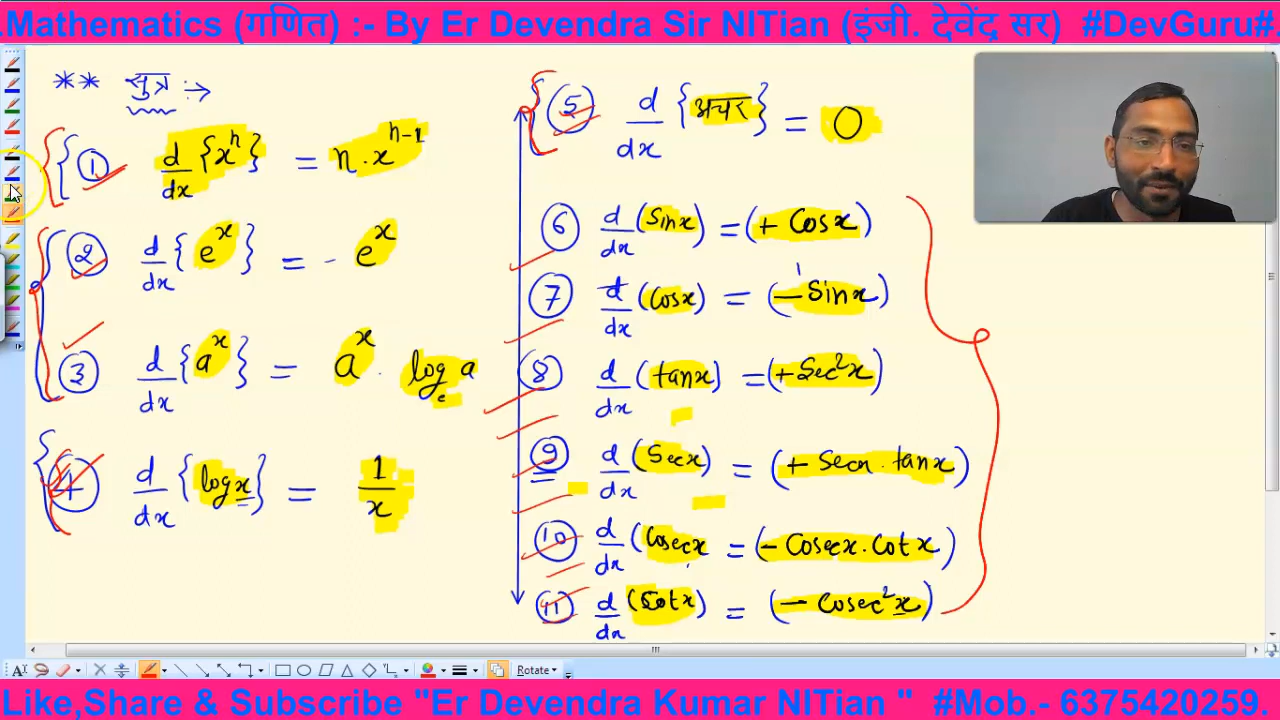 .Mathematics (गणित) :- By Er Devendra Sir NITian (इंजी. देवेंद्र सर) #DevGuru#.
** सुत्र :→
① d/dx {xⁿ} = n·xⁿ⁻¹
② d/dx {eˣ} = eˣ
③ d/dx {aˣ} = aˣ · logₑ a
④ d/dx {log x} = 1/x
⑤ d/dx {अचर} = 0
⑥ d/dx (Sin x) = (+ Cos x)
⑦ d/dx (Cos x) = (— Sin x)
⑧ d/dx (tan x) = (+ Sec²x)
⑨ d/dx (Sec x) = (+ Sec x . tan x)
⑩ d/dx (Cosec x = (— Cosec x . Cot x)
⑪ d/dx (Cot x) = (— Cosec²x)
Rotate
Like,Share & Subscribe "Er Devendra Kumar NITian " #Mob.- 6375420259.